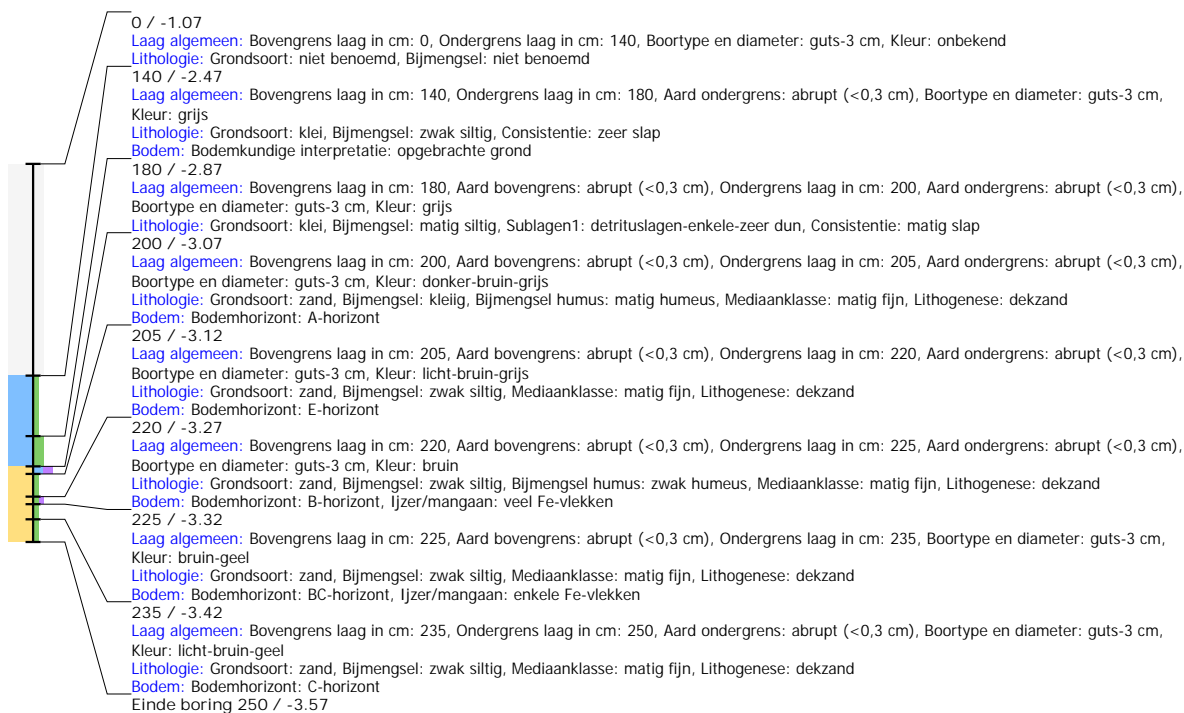 0 / -1.07
Laag algemeen: Bovengrens laag in cm: 0, Ondergrens laag in cm: 140, Boortype en diameter: guts-3 cm, Kleur: onbekend
Lithologie: Grondsoort: niet benoemd, Bijmengsel: niet benoemd
140 / -2.47
Laag algemeen: Bovengrens laag in cm: 140, Ondergrens laag in cm: 180, Aard ondergrens: abrupt (<0,3 cm), Boortype en diameter: guts-3 cm,
Kleur: grijs
Lithologie: Grondsoort: klei, Bijmengsel: zwak siltig, Consistentie: zeer slap
Bodem: Bodemkundige interpretatie: opgebrachte grond
180 / -2.87
Laag algemeen: Bovengrens laag in cm: 180, Aard bovengrens: abrupt (<0,3 cm), Ondergrens laag in cm: 200, Aard ondergrens: abrupt (<0,3 cm),
Boortype en diameter: guts-3 cm, Kleur: grijs
Lithologie: Grondsoort: klei, Bijmengsel: matig siltig, Sublagen1: detrituslagen-enkele-zeer dun, Consistentie: matig slap
200 / -3.07
Laag algemeen: Bovengrens laag in cm: 200, Aard bovengrens: abrupt (<0,3 cm), Ondergrens laag in cm: 205, Aard ondergrens: abrupt (<0,3 cm),
Boortype en diameter: guts-3 cm, Kleur: donker-bruin-grijs
Lithologie: Grondsoort: zand, Bijmengsel: kleiig, Bijmengsel humus: matig humeus, Mediaanklasse: matig fijn, Lithogenese: dekzand
Bodem: Bodemhorizont: A-horizont
205 / -3.12
Laag algemeen: Bovengrens laag in cm: 205, Aard bovengrens: abrupt (<0,3 cm), Ondergrens laag in cm: 220, Aard ondergrens: abrupt (<0,3 cm),
Boortype en diameter: guts-3 cm, Kleur: licht-bruin-grijs
Lithologie: Grondsoort: zand, Bijmengsel: zwak siltig, Mediaanklasse: matig fijn, Lithogenese: dekzand
Bodem: Bodemhorizont: E-horizont
220 / -3.27
Laag algemeen: Bovengrens laag in cm: 220, Aard bovengrens: abrupt (<0,3 cm), Ondergrens laag in cm: 225, Aard ondergrens: abrupt (<0,3 cm),
Boortype en diameter: guts-3 cm, Kleur: bruin
Lithologie: Grondsoort: zand, Bijmengsel: zwak siltig, Bijmengsel humus: zwak humeus, Mediaanklasse: matig fijn, Lithogenese: dekzand
Bodem: Bodemhorizont: B-horizont, Ijzer/mangaan: veel Fe-vlekken
225 / -3.32
Laag algemeen: Bovengrens laag in cm: 225, Aard bovengrens: abrupt (<0,3 cm), Ondergrens laag in cm: 235, Boortype en diameter: guts-3 cm,
Kleur: bruin-geel
Lithologie: Grondsoort: zand, Bijmengsel: zwak siltig, Mediaanklasse: matig fijn, Lithogenese: dekzand
Bodem: Bodemhorizont: BC-horizont, Ijzer/mangaan: enkele Fe-vlekken
235 / -3.42
Laag algemeen: Bovengrens laag in cm: 235, Ondergrens laag in cm: 250, Aard ondergrens: abrupt (<0,3 cm), Boortype en diameter: guts-3 cm,
Kleur: licht-bruin-geel
Lithologie: Grondsoort: zand, Bijmengsel: zwak siltig, Mediaanklasse: matig fijn, Lithogenese: dekzand
Bodem: Bodemhorizont: C-horizont
Einde boring 250 / -3.57